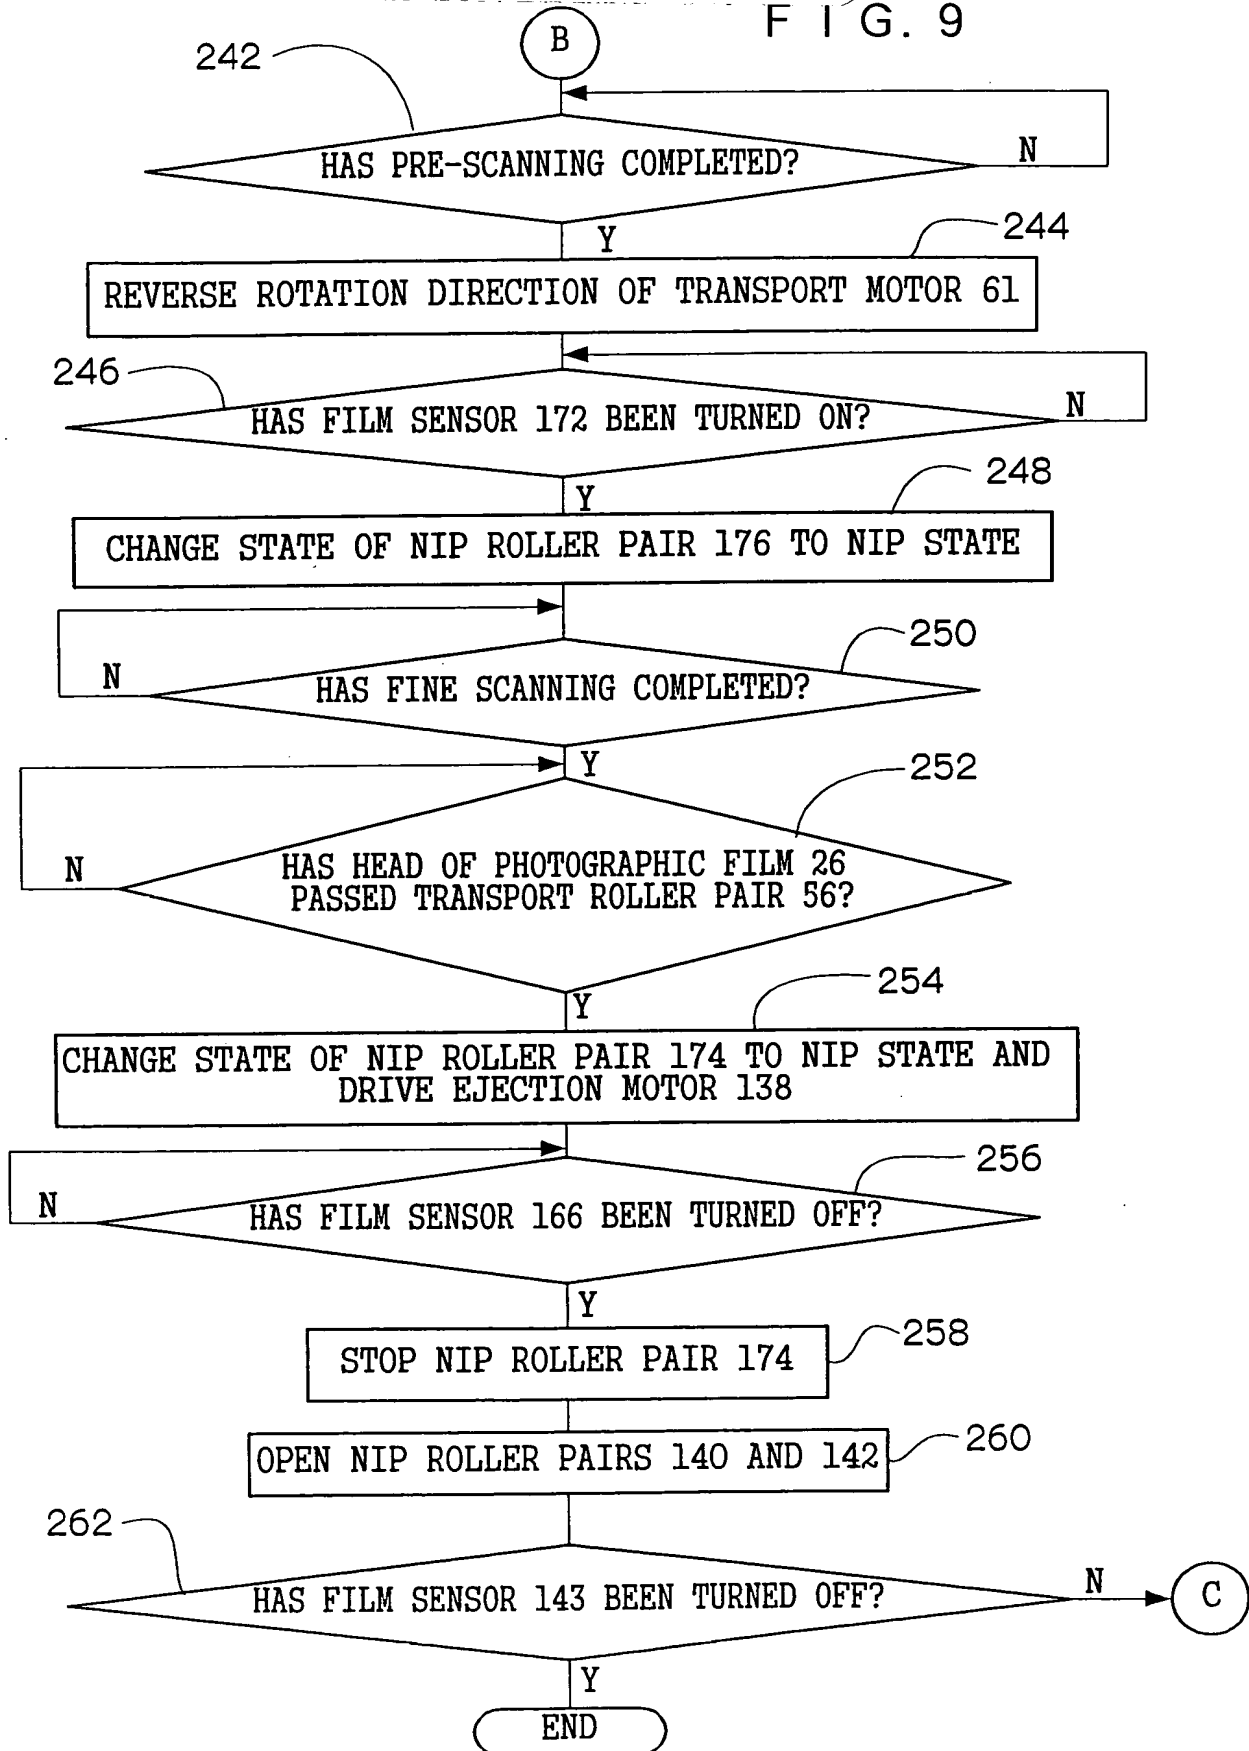 F I G. 9
B
242
HAS PRE-SCANNING COMPLETED?
N
Y
244
REVERSE ROTATION DIRECTION OF TRANSPORT MOTOR 61
246
HAS FILM SENSOR 172 BEEN TURNED ON?
N
Y
248
CHANGE STATE OF NIP ROLLER PAIR 176 TO NIP STATE
250
N
HAS FINE SCANNING COMPLETED?
Y
252
N
HAS HEAD OF PHOTOGRAPHIC FILM 26
PASSED TRANSPORT ROLLER PAIR 56?
Y
254
CHANGE STATE OF NIP ROLLER PAIR 174 TO NIP STATE AND
DRIVE EJECTION MOTOR 138
256
N
HAS FILM SENSOR 166 BEEN TURNED OFF?
Y
258
STOP NIP ROLLER PAIR 174
260
OPEN NIP ROLLER PAIRS 140 AND 142
262
HAS FILM SENSOR 143 BEEN TURNED OFF?
N
C
Y
END